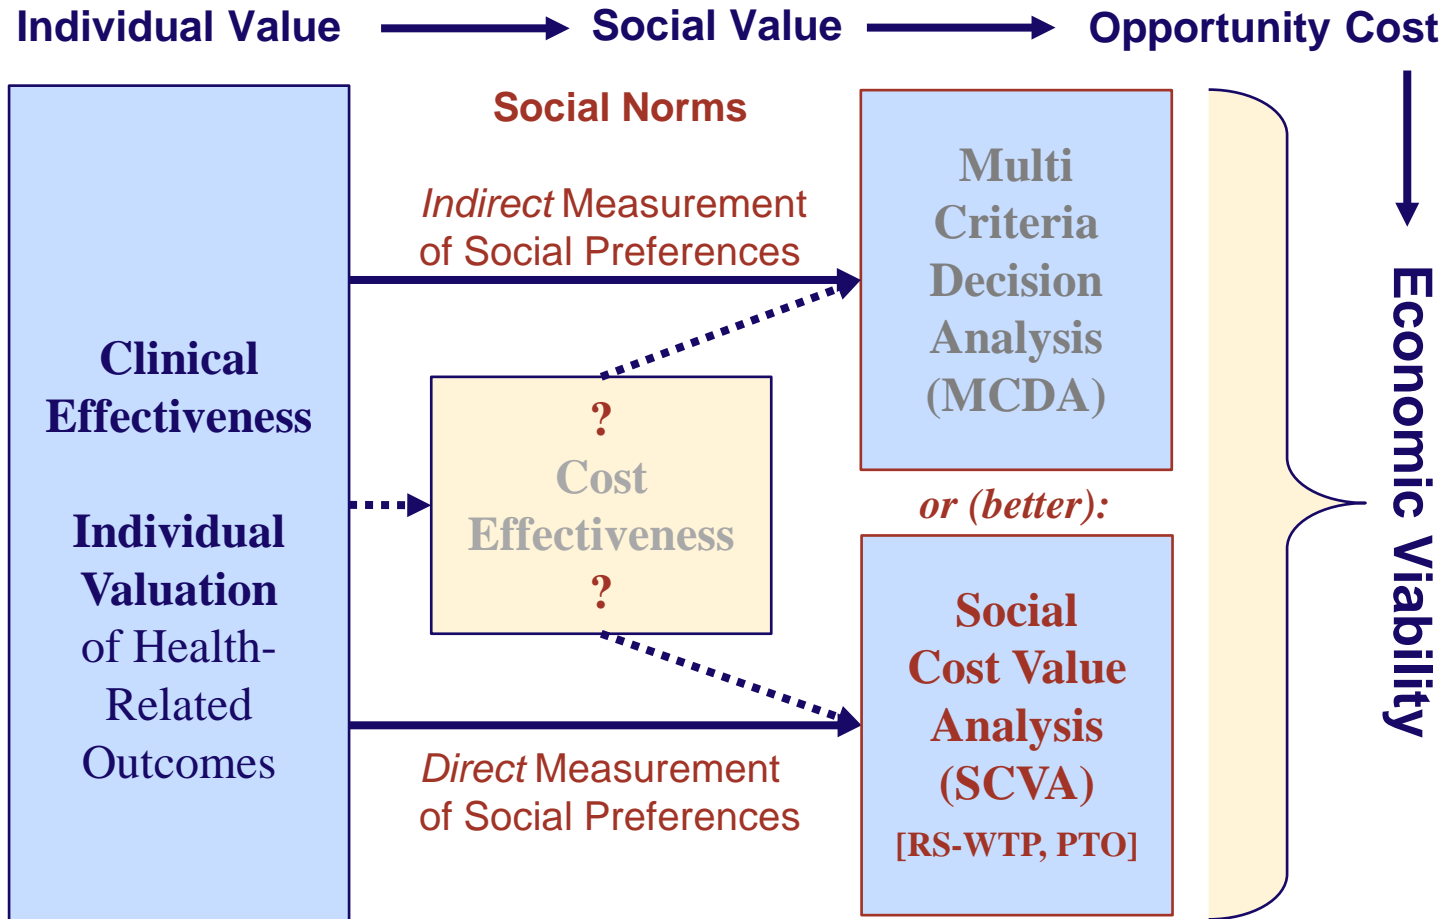 Individual Value
Social Value
Opportunity Cost
Clinical
Effectiveness
Individual
Valuation
of Health-
Related
Outcomes
Social Norms
Indirect Measurement
of Social Preferences
?
Cost
Effectiveness
?
Direct Measurement
of Social Preferences
Multi
Criteria
Decision
Analysis
(MCDA)
or (better):
Social
Cost Value
Analysis
(SCVA)
[RS-WTP, PTO]
Economic Viability